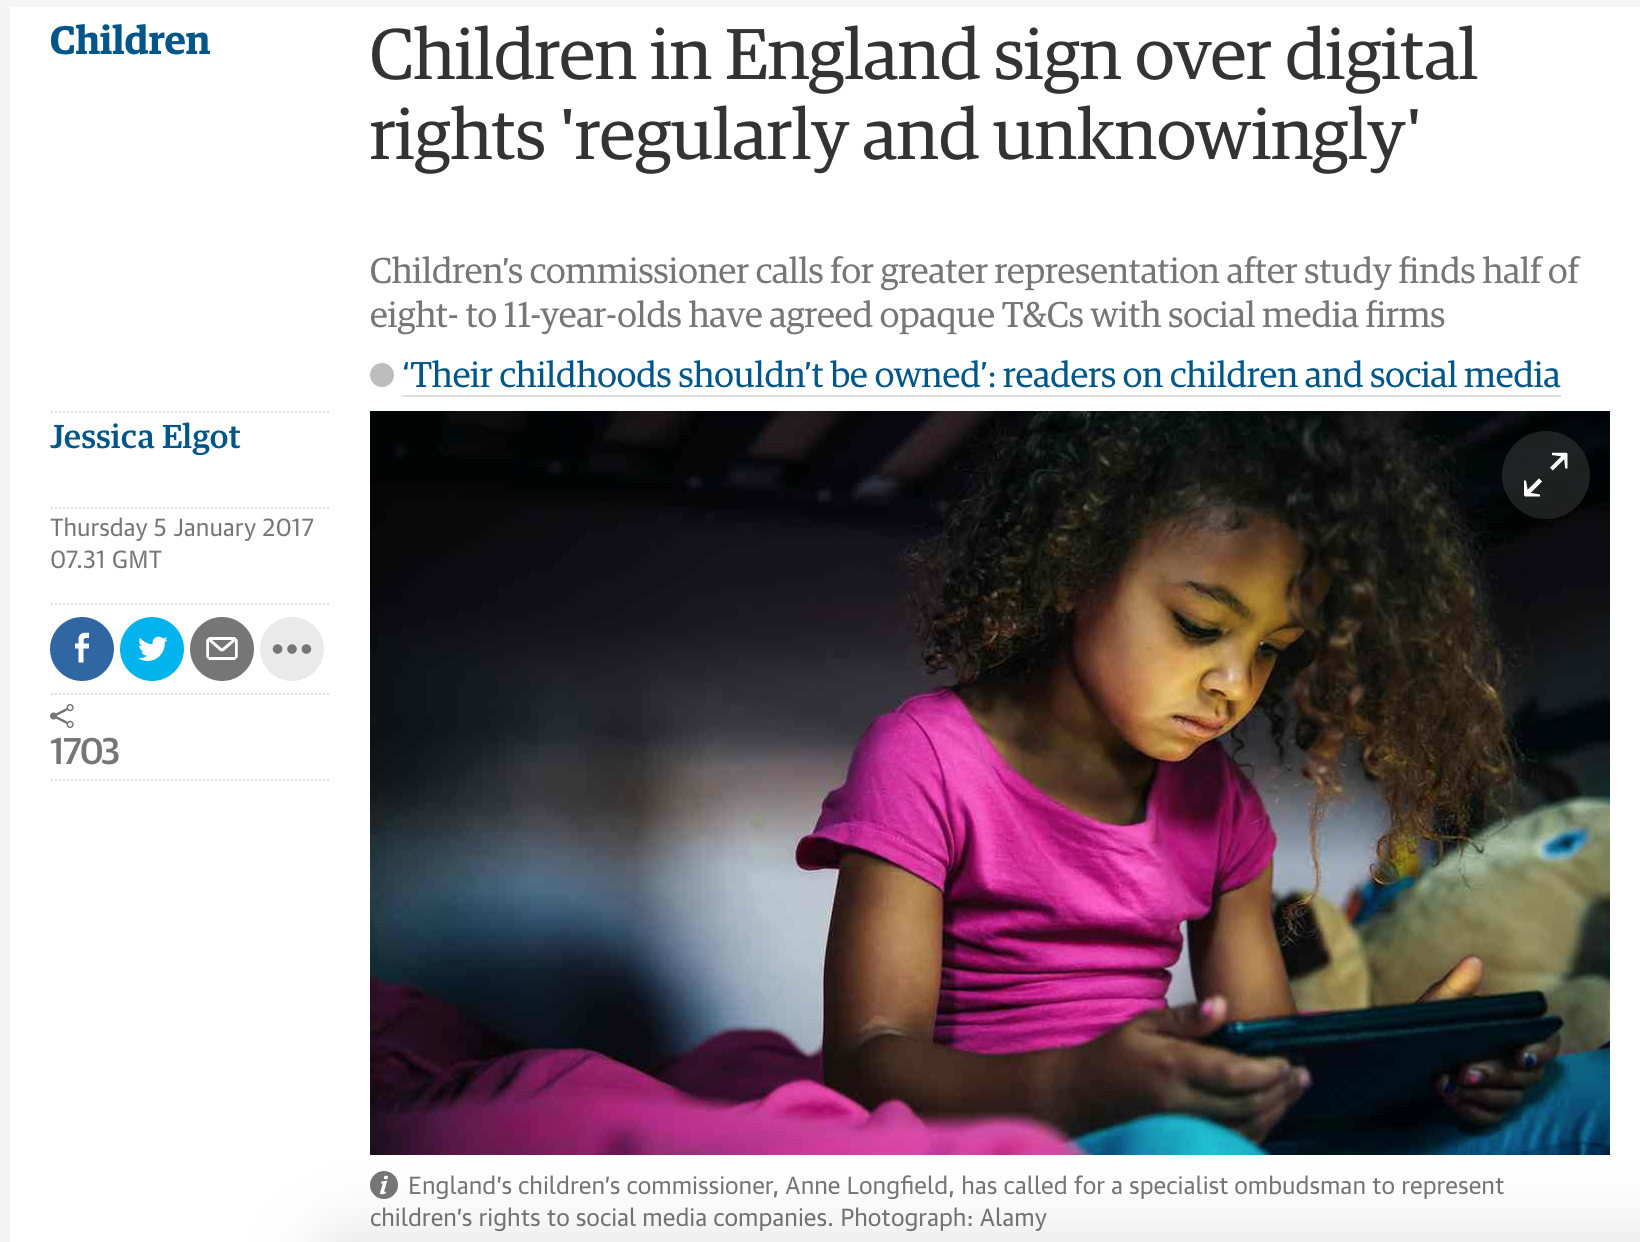 Children
Children in England sign over digital
rights 'regularly and unknowingly'
Children’s commissioner calls for greater representation after study finds half of
eight- to 11-year-olds have agreed opaque T&Cs with social media firms
‘Their childhoods shouldn’t be owned’: readers on children and social media
Jessica Elgot
Thursday 5 January 2017
07.31 GMT
1703
England’s children’s commissioner, Anne Longfield, has called for a specialist ombudsman to represent
children’s rights to social media companies. Photograph: Alamy